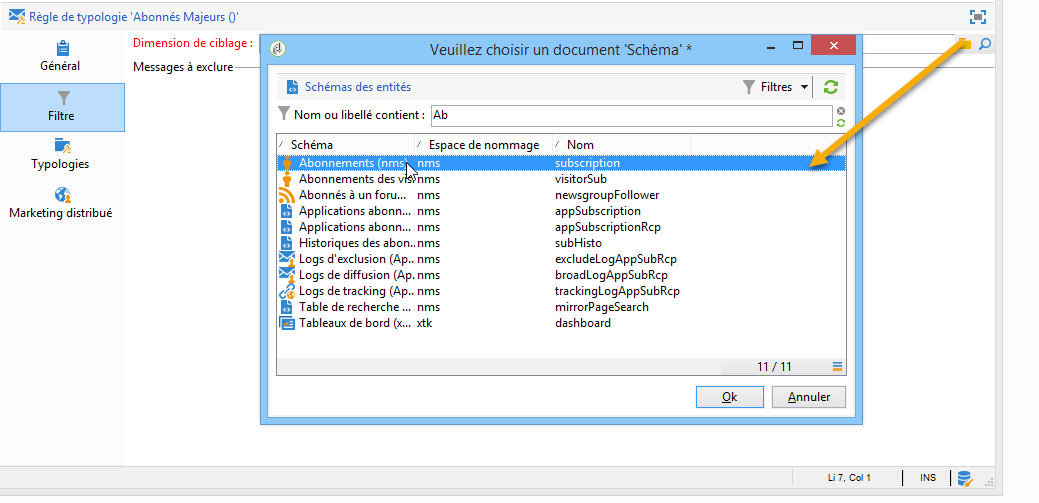 Règle de typologie 'Abonnés Majeurs ()'
Général
Filtre
Typologies
Marketing distribué
Dimension de ciblage :
Messages à exclure
Veuillez choisir un document 'Schéma' *
Schémas des entités
Filtres
Nom ou libellé contient : Ab
Schéma Espace de nommage Nom
Abonnements (nms) nms subscription
Abonnements des vis nms visitorSub
Abonnés à un foru... nms newsgroupFollower
Applications abonn... nms appSubscription
Applications abonn... nms appSubscriptionRcp
Historiques des abon... nms subHisto
Logs d'exclusion (Ap... nms excludeLogAppSubRcp
Logs de diffusion (Ap... nms broadLogAppSubRcp
Logs de tracking (Ap... nms trackingLogAppSubRcp
Table de recherche ... nms mirrorPageSearch
Tableaux de bord (x... xtk dashboard
11 / 11
Ok Annuler
Li 7, Col 1 INS